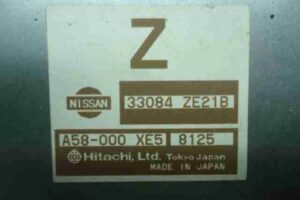 Z
NISSAN 33084 ZE21B
A58-000 XE5 8125
Hitachi, Ltd. Tokyo Japan
MADE IN JAPAN